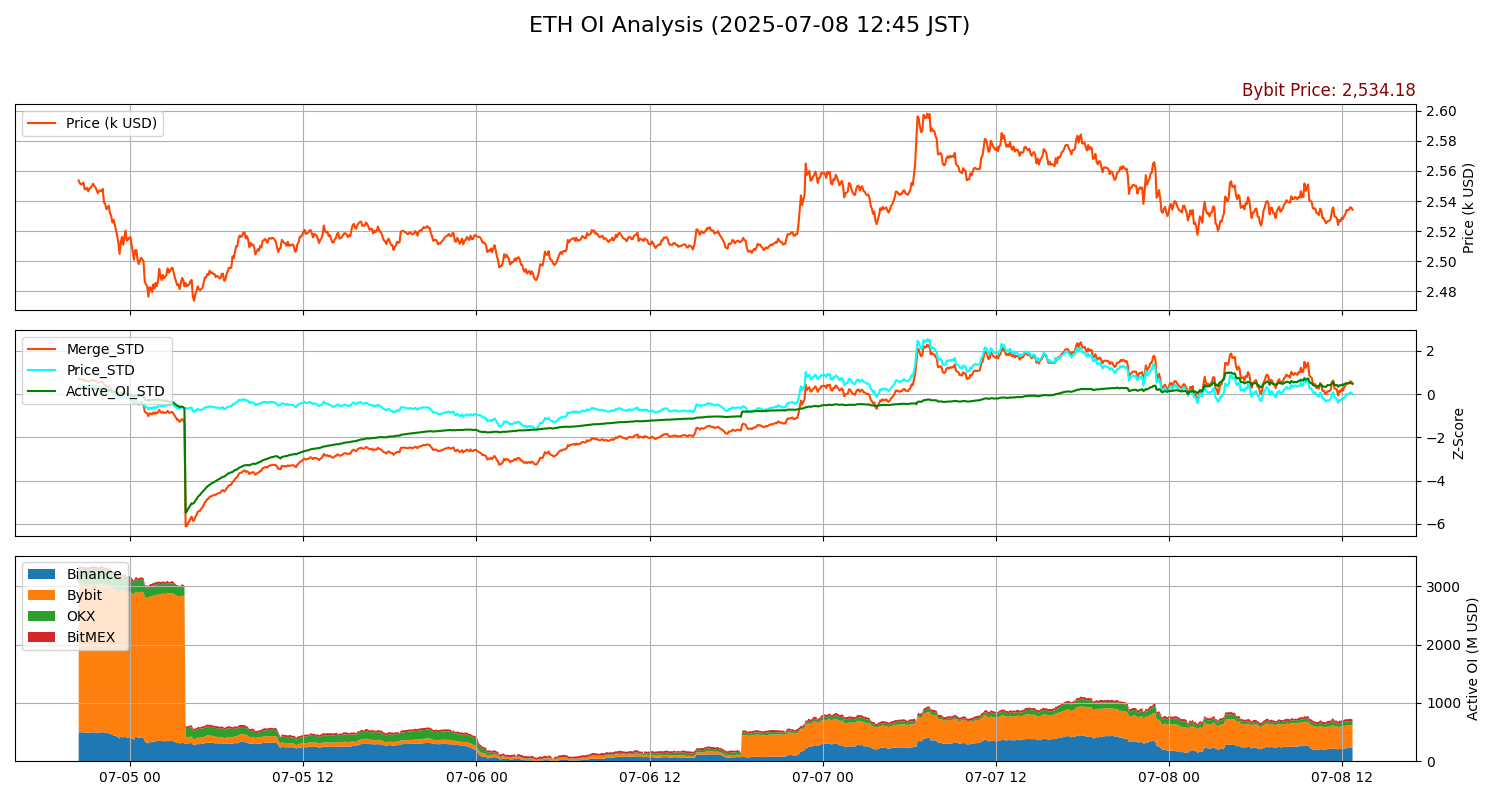 ETH OI Analysis (2025-07-08 12:45 JST)
Bybit Price: 2,534.18
Price (k USD)
2.60
2.58
2.56
2.54
2.52
2.50
2.48
Price (k USD)
Merge_STD
Price_STD
Active_OI_STD
2
0
−2
−4
−6
Z-Score
Binance
Bybit
OKX
BitMEX
3000
2000
1000
0
Active OI (M USD)
07-05 00
07-05 12
07-06 00
07-06 12
07-07 00
07-07 12
07-08 00
07-08 12